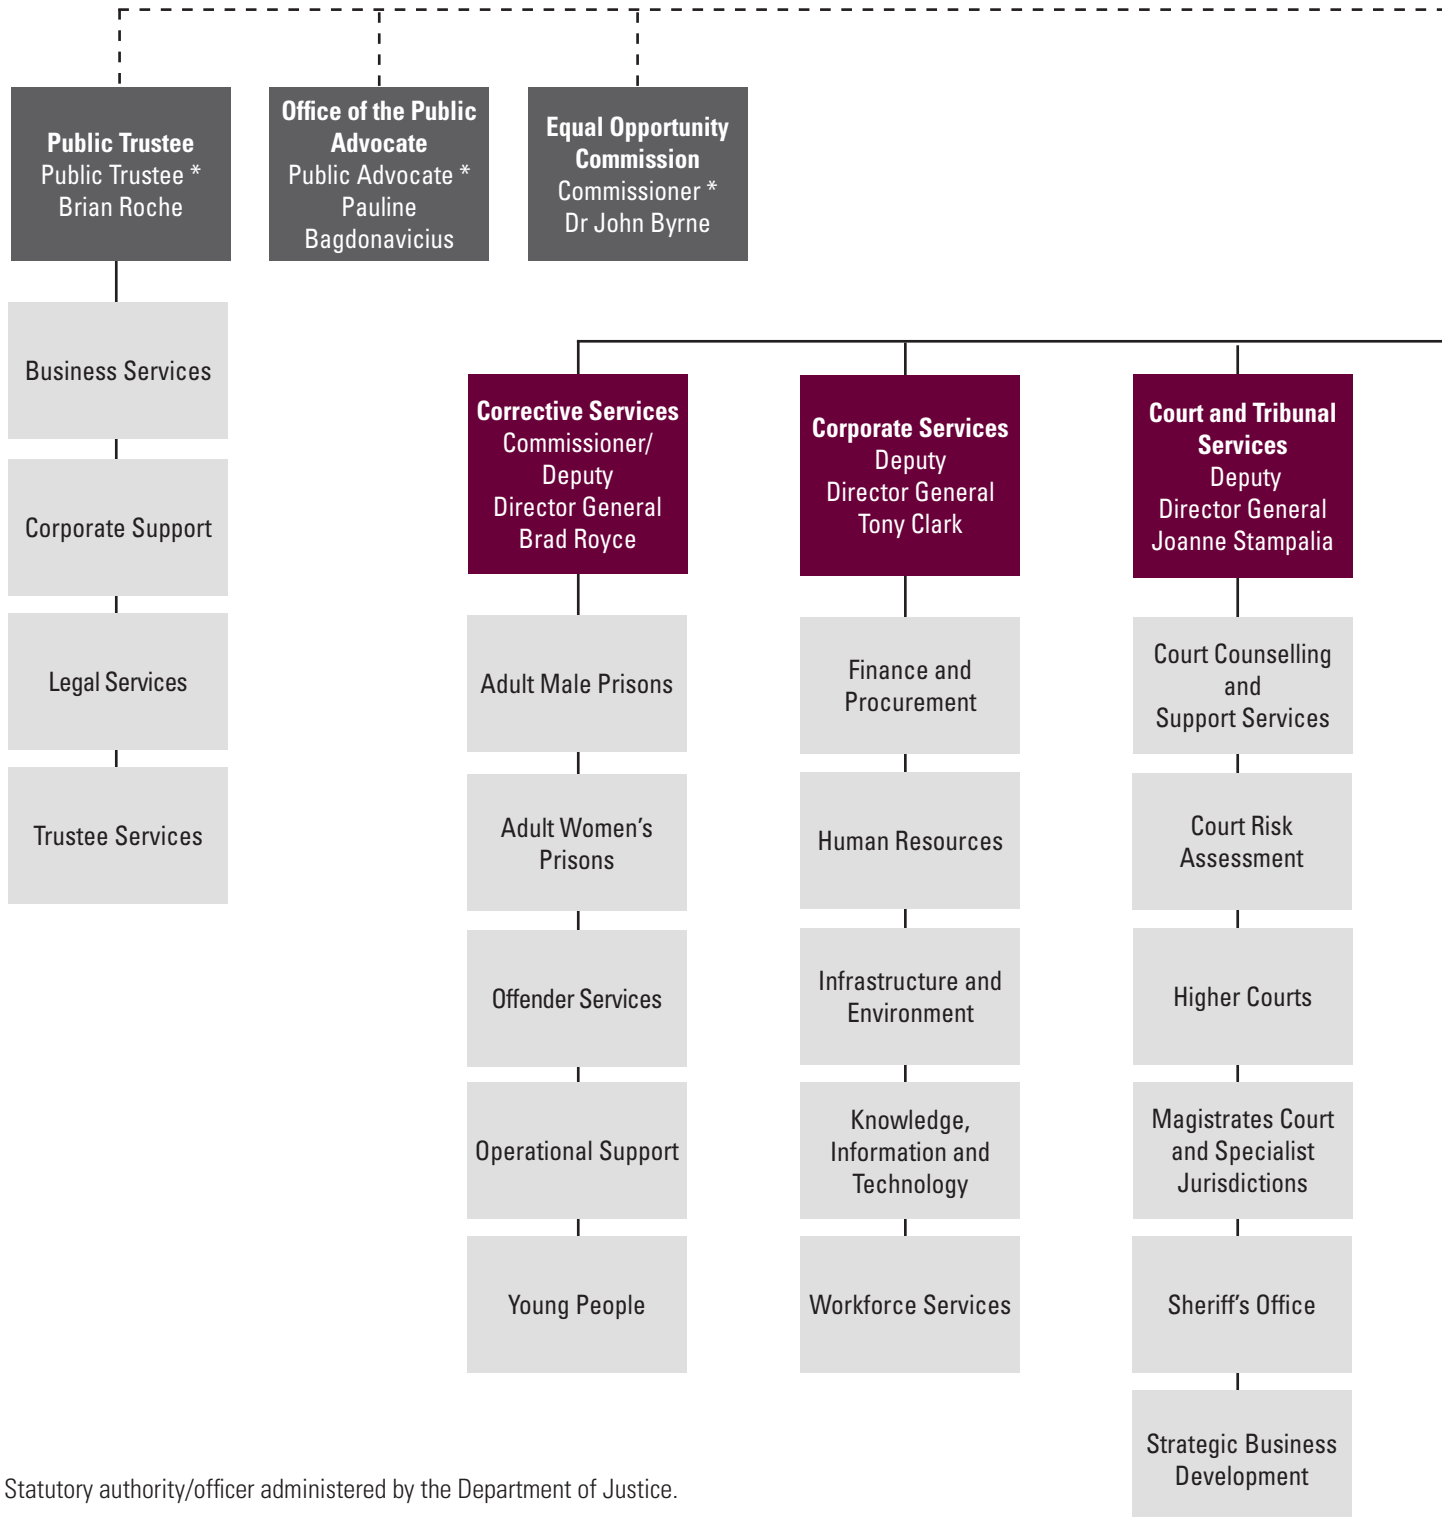 Public Trustee
Public Trustee *
Brian Roche
Office of the Public
Advocate
Public Advocate *
Pauline
Bagdonavicius
Equal Opportunity
Commission
Commissioner *
Dr John Byrne
Business Services
Corporate Support
Legal Services
Trustee Services
Corrective Services
Commissioner/
Deputy
Director General
Brad Royce
Adult Male Prisons
Adult Women’s
Prisons
Offender Services
Operational Support
Young People
Corporate Services
Deputy
Director General
Tony Clark
Finance and
Procurement
Human Resources
Infrastructure and
Environment
Knowledge,
Information and
Technology
Workforce Services
Court and Tribunal
Services
Deputy
Director General
Joanne Stampalia
Court Counselling
and
Support Services
Court Risk
Assessment
Higher Courts
Magistrates Court
and Specialist
Jurisdictions
Sheriff’s Office
Strategic Business
Development
Statutory authority/officer administered by the Department of Justice.